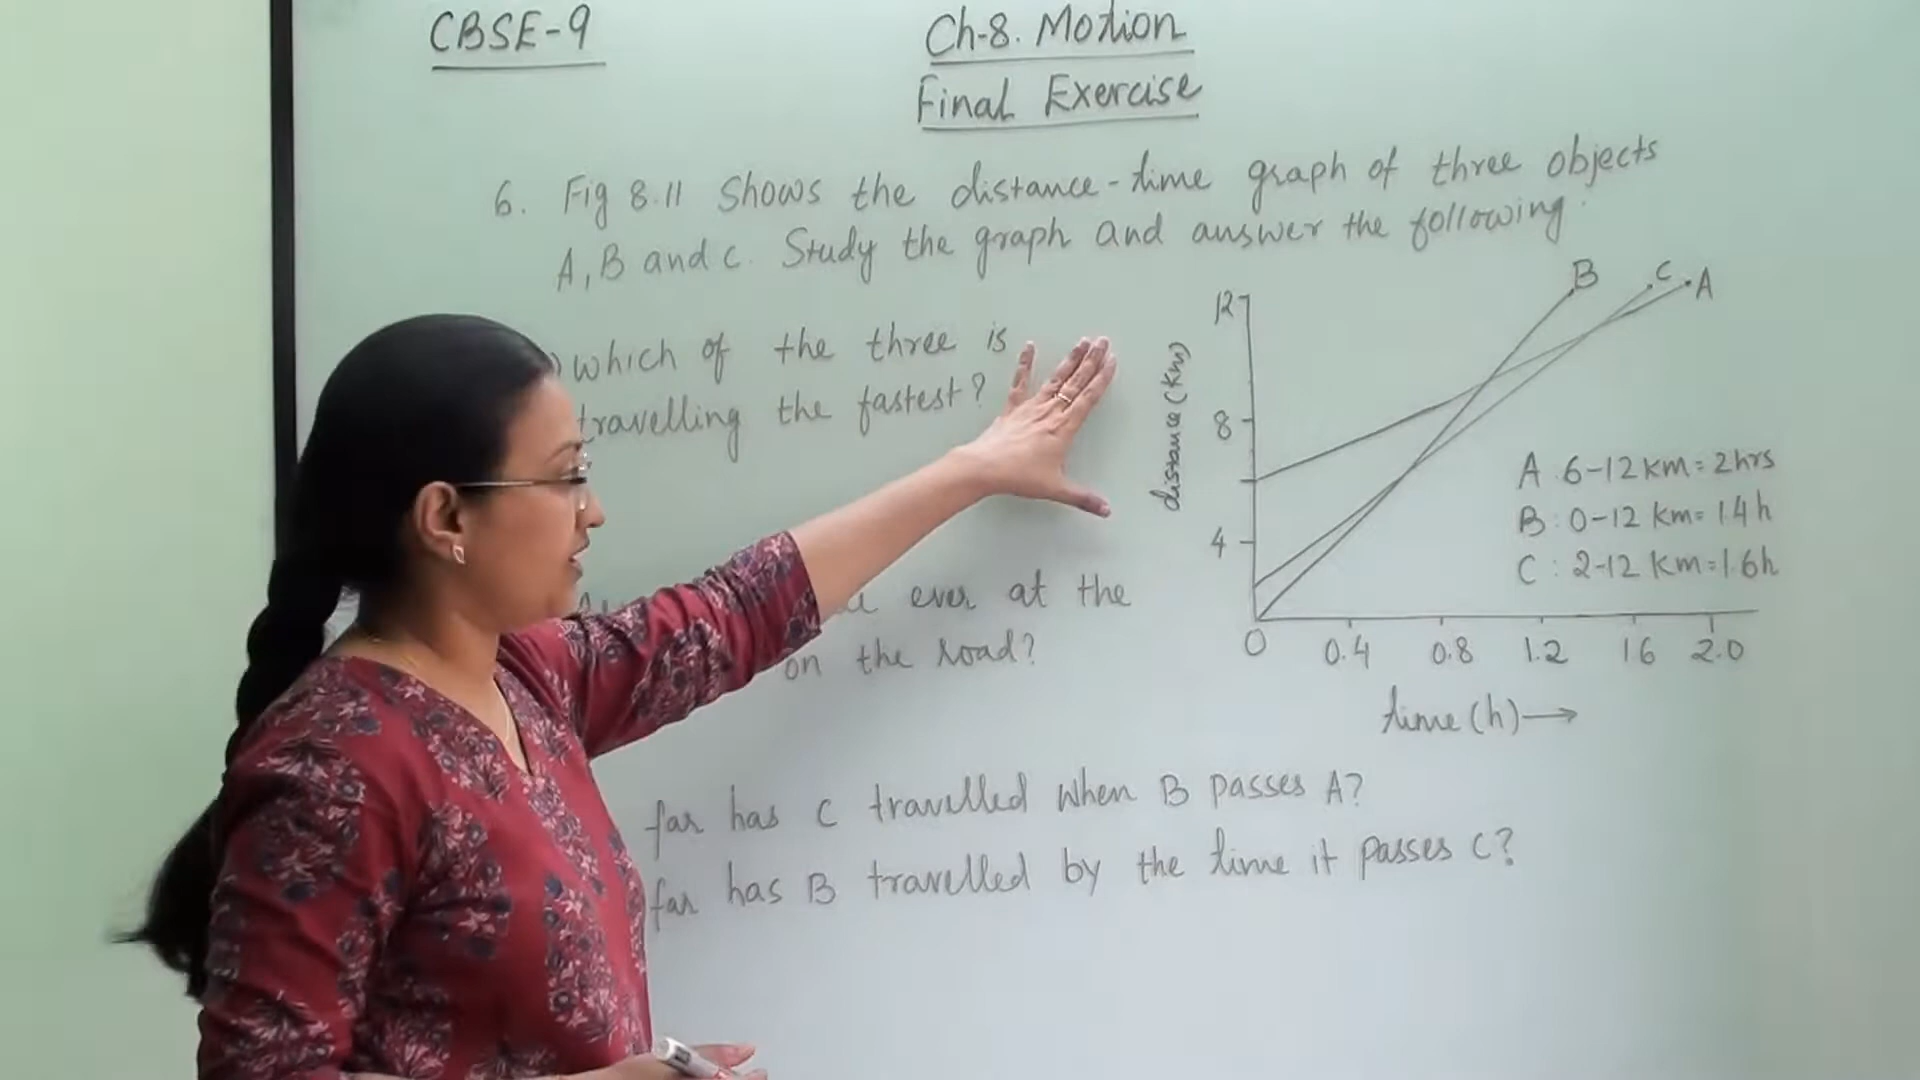 CBSE-9
Ch-8. Motion
Final Exercise
6. Fig 8.11 Shows the distance-time graph of three objects
A, B and C. Study the graph and answer the following.
which of the three is
travelling the fastest?
ever at the
on the road?
far has C travelled when B passes A?
far has B travelled by the time it passes C?
B C A
12
8
4
distance (Km)
0 0.4 0.8 1.2 1.6 2.0
time (h)→
A 6-12 km = 2hrs
B: 0-12 km = 1.4h
C: 2-12 km = 1.6h